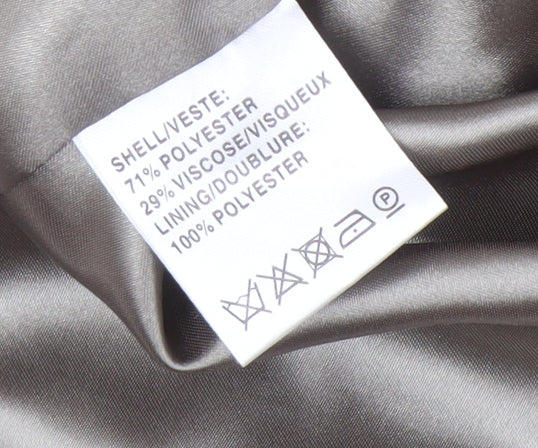 SHELL/VESTE:
71% POLYESTER
29% VISCOSE/VISQUEUX
LINING/DOUBLURE:
100% POLYESTER
P